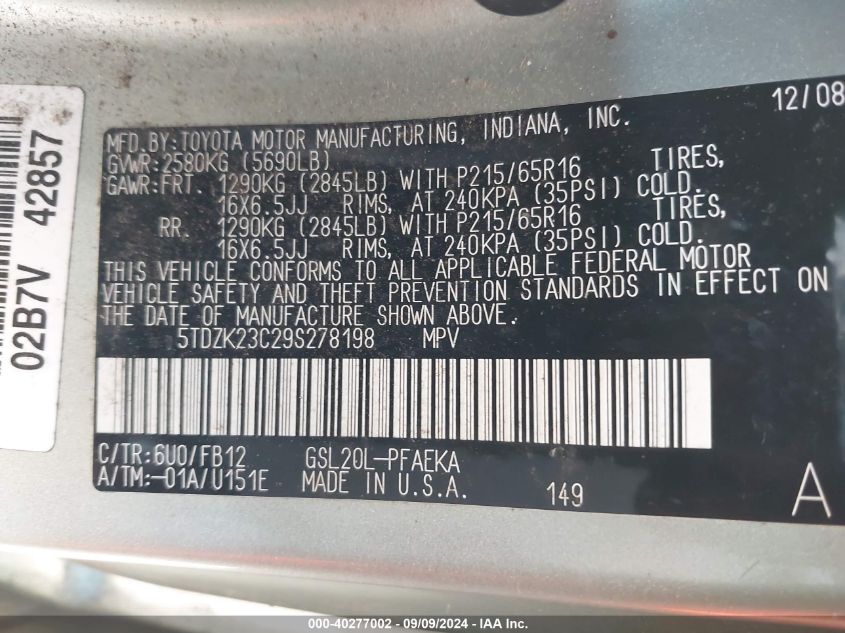 12/08
MFD.BY:TOYOTA MOTOR MANUFACTURING, INDIANA, INC.
GVWR:2580KG (5690LB)
GAWR:FRT. 1290KG (2845LB) WITH P215/65R16 TIRES,
16X6.5JJ RIMS, AT 240KPA (35PSI) COLD.
RR. 1290KG (2845LB) WITH P215/65R16 TIRES,
16X6.5JJ RIMS, AT 240KPA (35PSI) COLD.
THIS VEHICLE CONFORMS TO ALL APPLICABLE FEDERAL MOTOR
VEHICLE SAFETY AND THEFT PREVENTION STANDARDS IN EFFECT ON
THE DATE OF MANUFACTURE SHOWN ABOVE.
5TDZK23C29S278198 MPV
C/TR:6U0/FB12 GSL20L-PFAEKA
A/TM:-01A/U151E MADE IN U.S.A. 149 A
02B7V 42857
GSO-40277002 - 09/09/2024 - IAA Inc.